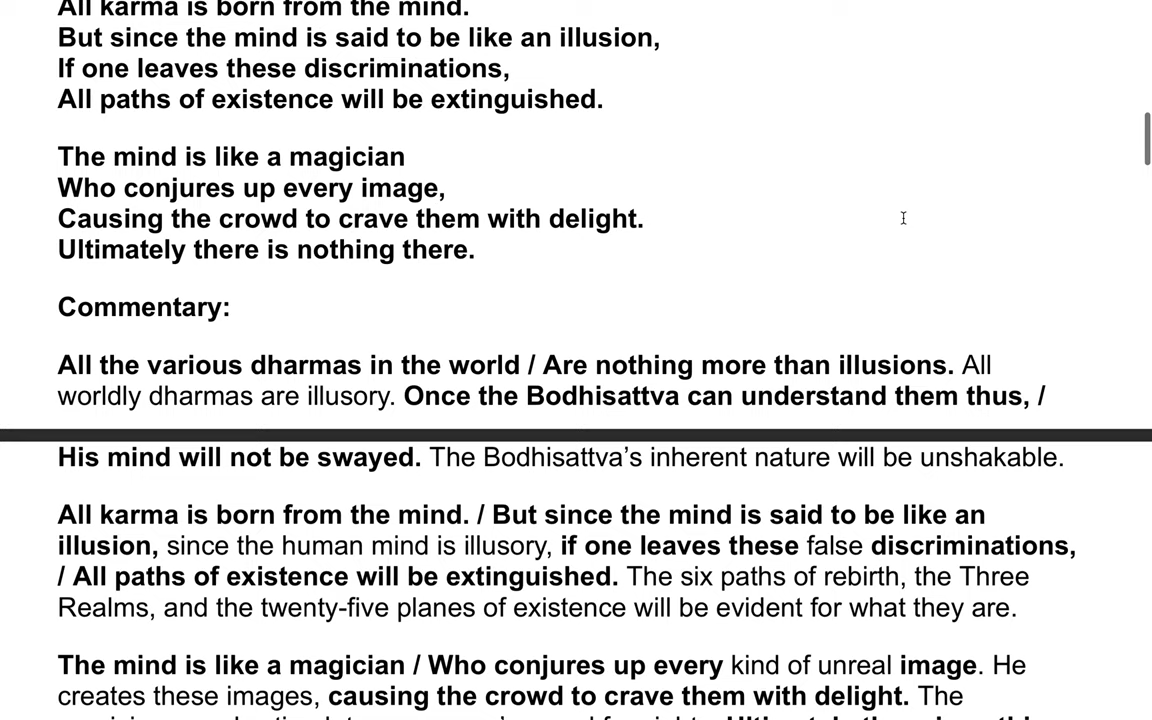 All karma is born from the mind.
But since the mind is said to be like an illusion,
If one leaves these discriminations,
All paths of existence will be extinguished.
The mind is like a magician
Who conjures up every image,
Causing the crowd to crave them with delight.
Ultimately there is nothing there.
Commentary:
All the various dharmas in the world / Are nothing more than illusions. All
worldly dharmas are illusory. Once the Bodhisattva can understand them thus, /
His mind will not be swayed. The Bodhisattva’s inherent nature will be unshakable.
All karma is born from the mind. / But since the mind is said to be like an
illusion, since the human mind is illusory, if one leaves these false discriminations,
/ All paths of existence will be extinguished. The six paths of rebirth, the Three
Realms, and the twenty-five planes of existence will be evident for what they are.
The mind is like a magician / Who conjures up every kind of unreal image. He
creates these images, causing the crowd to crave them with delight. The